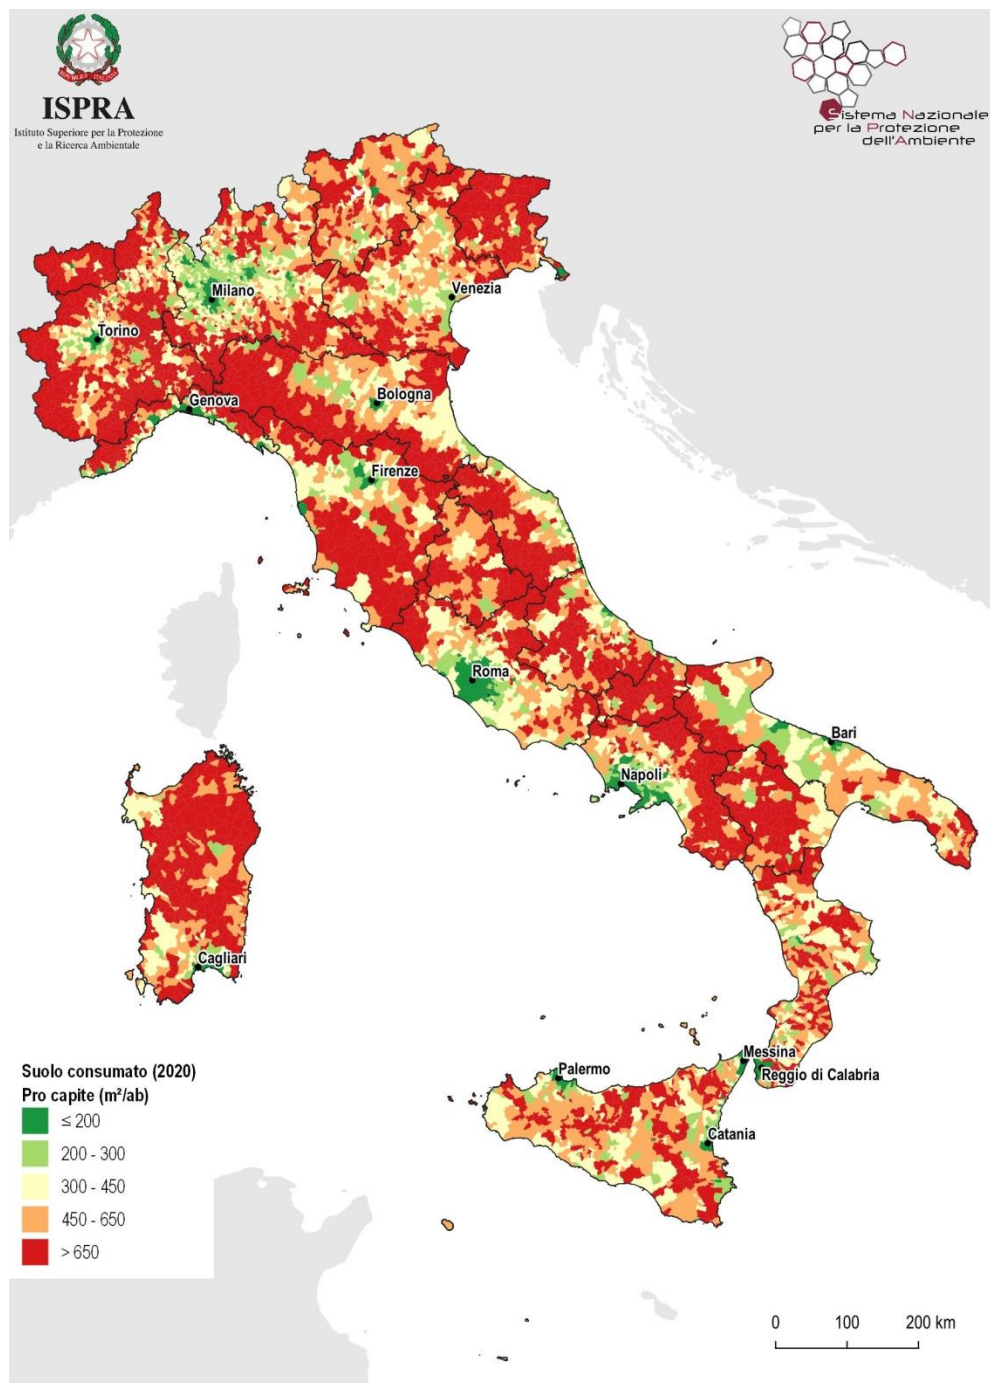 ISPRA
Istituto Superiore per la Protezione
e la Ricerca Ambientale
Sistema Nazionale
per la Protezione
dell'Ambiente
Milano
Venezia
Torino
Genova
Bologna
Firenze
Roma
Bari
Napoli
Cagliari
Messina
Palermo
Reggio di Calabria
Catania
Suolo consumato (2020)
Pro capite (m²/ab)
≤ 200
200 - 300
300 - 450
450 - 650
> 650
0 100 200 km